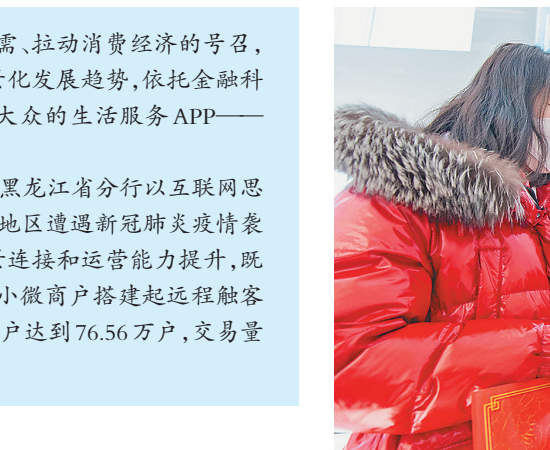 需、拉动消费经济的号召，
化发展趋势，依托金融科
大众的生活服务APP——
黑龙江省分行以互联网思
地区遭遇新冠肺炎疫情袭
连接和运营能力提升，既
小微商户搭建起远程触客
户达到76.56万户，交易量